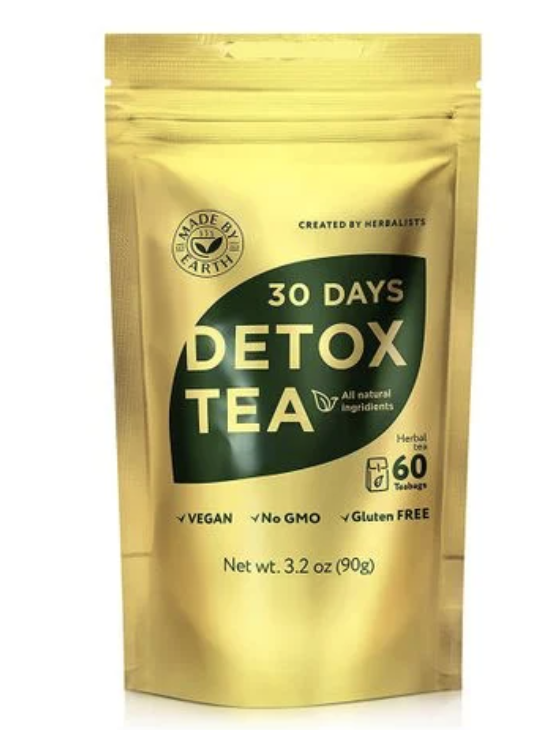 MADE BY
EARTH
CREATED BY HERBALISTS
30 DAYS
DETOX
TEA
All natural
ingridients
Herbal
tea
60
Teabags
VEGAN No GMO Gluten FREE
Net wt. 3.2 oz (90g)